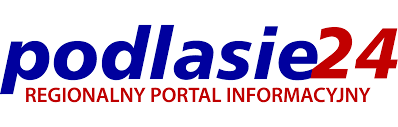 podlasie24
REGIONALNY PORTAL INFORMACYJNY